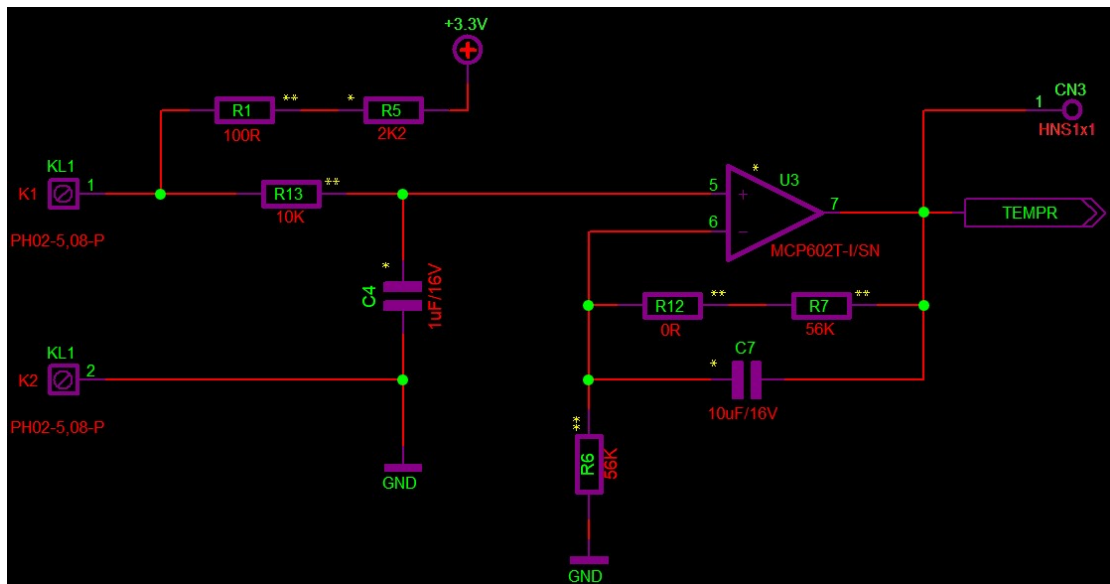 +3.3V
CN3
R1
**
*
R5
1
100R
2K2
HNS1x1
KL1
K1
1
R13
**
*
U3
5
+
10K
7
TEMPR
6
-
PH02-5,08-P
MCP602T-I/SN
*
C4
1uF/16V
R12
**
R7
**
0R
56K
KL1
C7
K2
2
*
10uF/16V
PH02-5,08-P
**
R6
56K
GND
GND